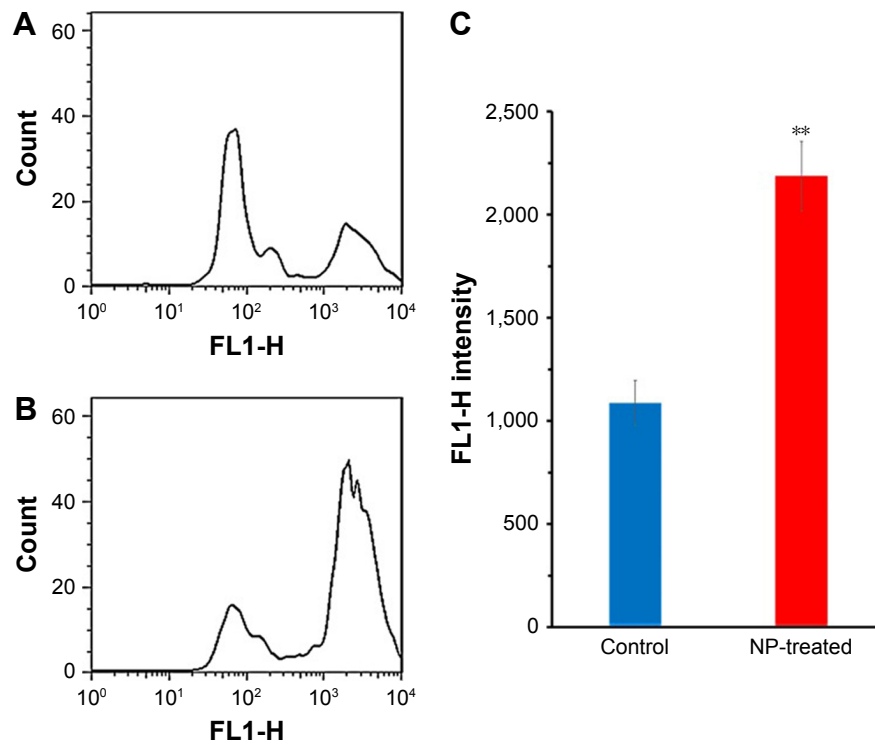 A
60
40
20
0
Count
10⁰ 10¹ 10² 10³ 10⁴
FL1-H
B
60
40
20
0
Count
10⁰ 10¹ 10² 10³ 10⁴
FL1-H
C
2,500
2,000
1,500
1,000
500
0
FL1-H intensity
**
Control NP-treated